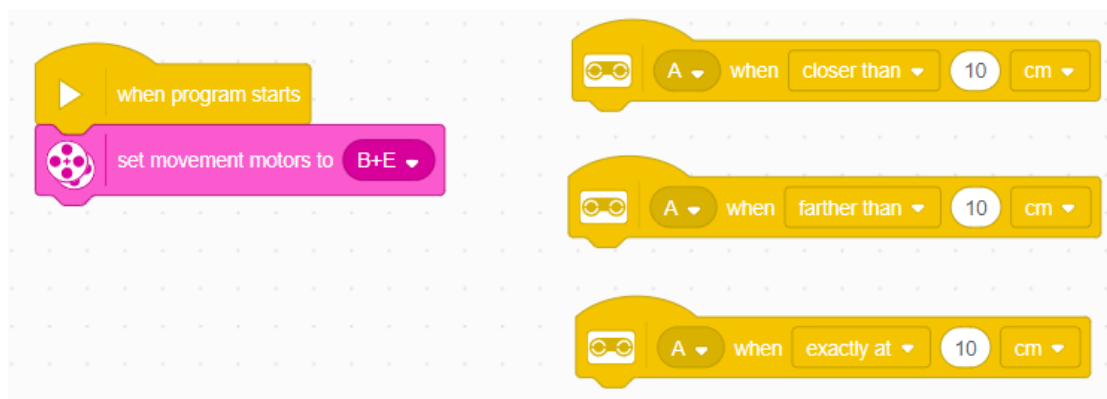 when program starts
set movement motors to B+E
A when closer than 10 cm
A when farther than 10 cm
A when exactly at 10 cm